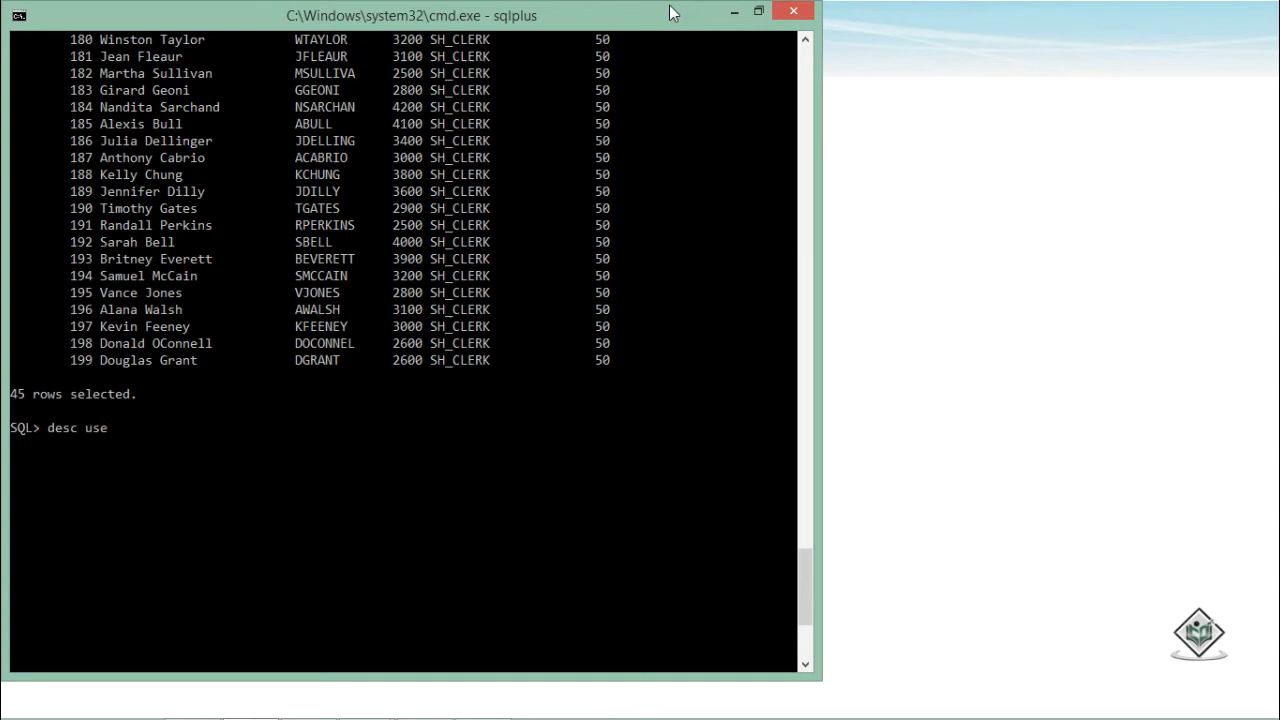 C:\Windows\system32\cmd.exe - sqlplus
180 Winston Taylor WTAYLOR 3200 SH_CLERK 50
181 Jean Fleaur JFLEAUR 3100 SH_CLERK 50
182 Martha Sullivan MSULLIVA 2500 SH_CLERK 50
183 Girard Geoni GGEONI 2800 SH_CLERK 50
184 Nandita Sarchand NSARCHAN 4200 SH_CLERK 50
185 Alexis Bull ABULL 4100 SH_CLERK 50
186 Julia Dellinger JDELLING 3400 SH_CLERK 50
187 Anthony Cabrio ACABRIO 3000 SH_CLERK 50
188 Kelly Chung KCHUNG 3800 SH_CLERK 50
189 Jennifer Dilly JDILLY 3600 SH_CLERK 50
190 Timothy Gates TGATES 2900 SH_CLERK 50
191 Randall Perkins RPERKINS 2500 SH_CLERK 50
192 Sarah Bell SBELL 4000 SH_CLERK 50
193 Britney Everett BEVERETT 3900 SH_CLERK 50
194 Samuel McCain SMCCAIN 3200 SH_CLERK 50
195 Vance Jones VJONES 2800 SH_CLERK 50
196 Alana Walsh AWALSH 3100 SH_CLERK 50
197 Kevin Feeney KFEENEY 3000 SH_CLERK 50
198 Donald OConnell DOCONNEL 2600 SH_CLERK 50
199 Douglas Grant DGRANT 2600 SH_CLERK 50
45 rows selected.
SQL> desc use